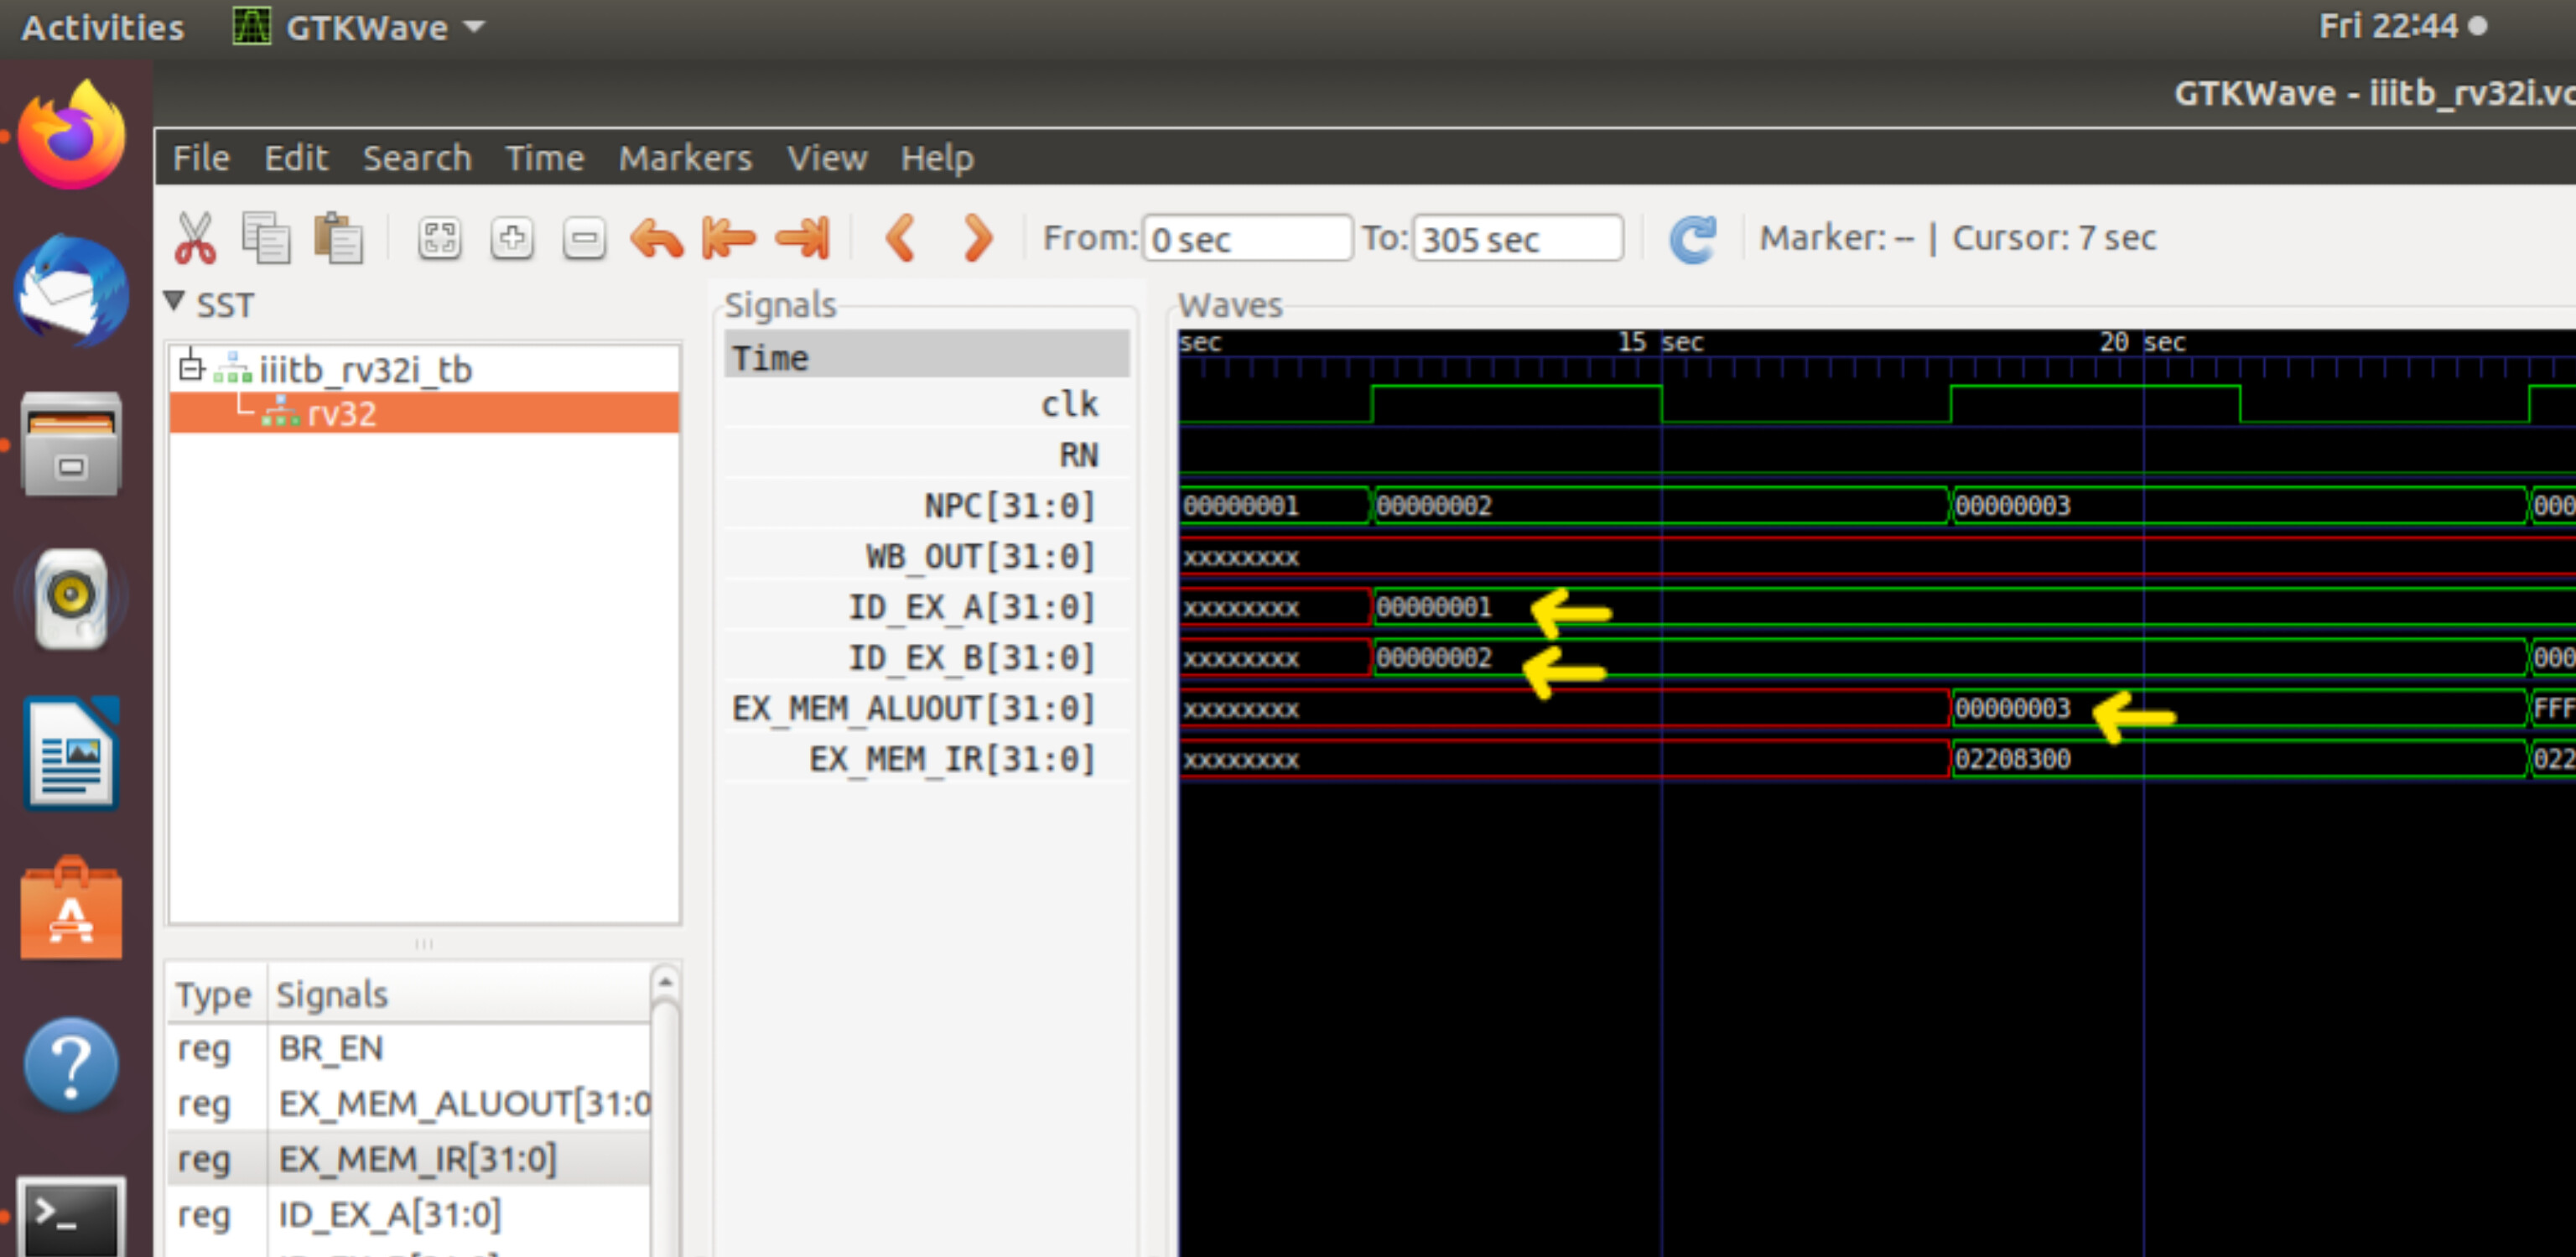 Activities GTKWave Fri 22:44
GTKWave - iiitb_rv32i.vc
File Edit Search Time Markers View Help
From: 0 sec To: 305 sec Marker: -- | Cursor: 7 sec
SST
iiitb_rv32i_tb
rv32
Type Signals
reg BR_EN
reg EX_MEM_ALUOUT[31:0
reg EX_MEM_IR[31:0]
reg ID_EX_A[31:0]
Signals
Time
clk
RN
NPC[31:0]
WB_OUT[31:0]
ID_EX_A[31:0]
ID_EX_B[31:0]
EX_MEM_ALUOUT[31:0]
EX_MEM_IR[31:0]
Waves
sec 15 sec 20 sec
00000001 00000002 00000003 000
xxxxxxxx
xxxxxxxx 00000001
xxxxxxxx 00000002 000
xxxxxxxx 00000003 FFF
xxxxxxxx 02208300 022